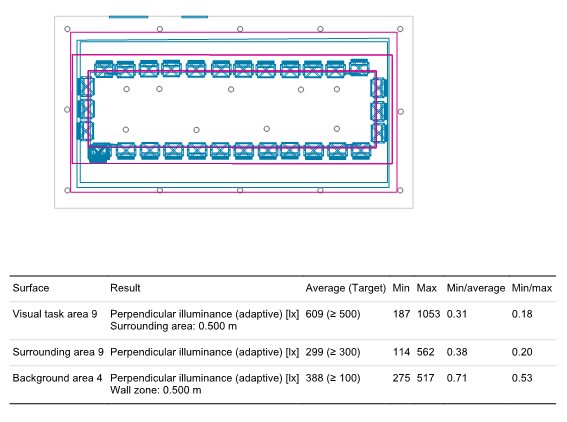 Surface Result Average (Target) Min Max Min/average Min/max
Visual task area 9 Perpendicular illuminance (adaptive) [lx] 609 (≥ 500) 187 1053 0.31 0.18
Surrounding area: 0.500 m
Surrounding area 9 Perpendicular illuminance (adaptive) [lx] 299 (≥ 300) 114 562 0.38 0.20
Background area 4 Perpendicular illuminance (adaptive) [lx] 388 (≥ 100) 275 517 0.71 0.53
Wall zone: 0.500 m